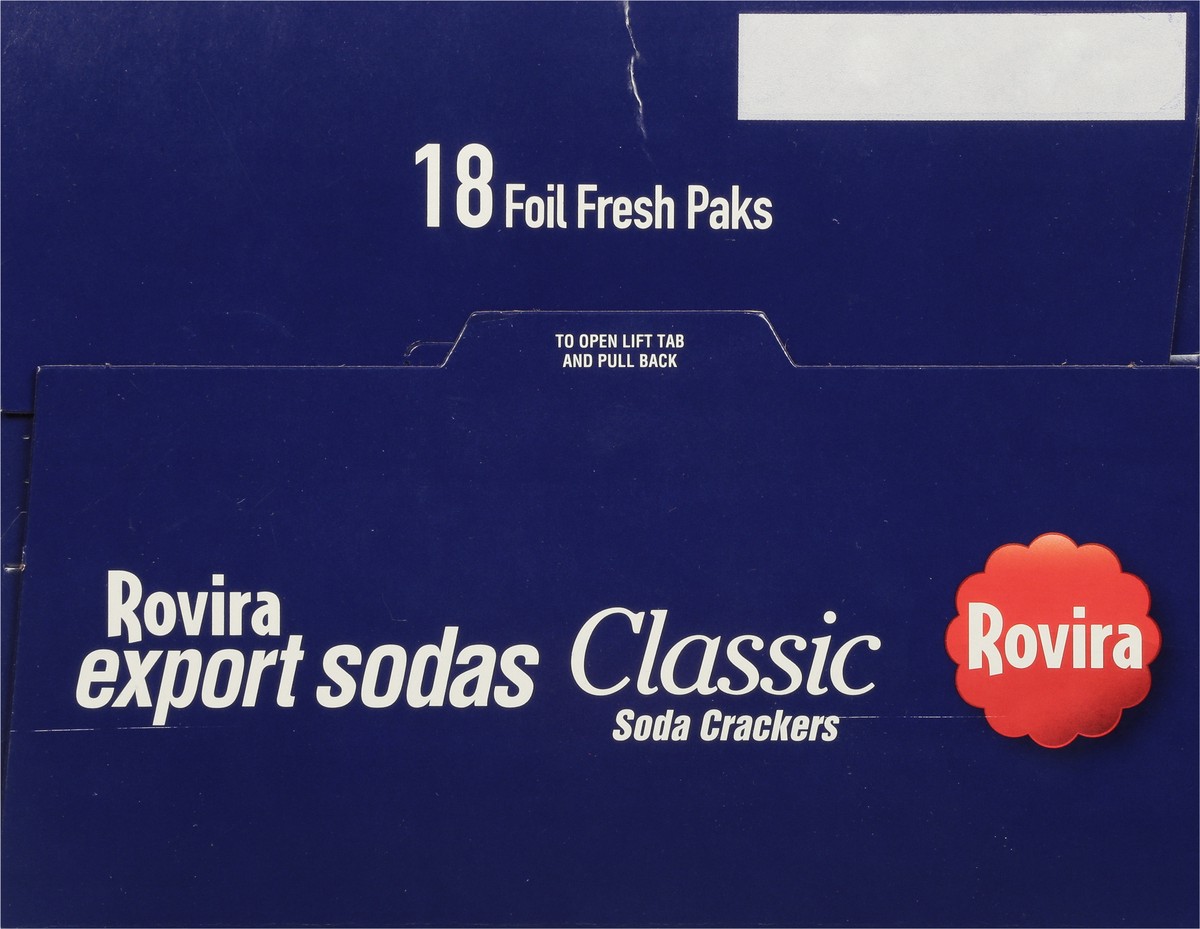 18 Foil Fresh Paks
TO OPEN LIFT TAB
AND PULL BACK
Rovira
export sodas
Classic
Soda Crackers
Rovira